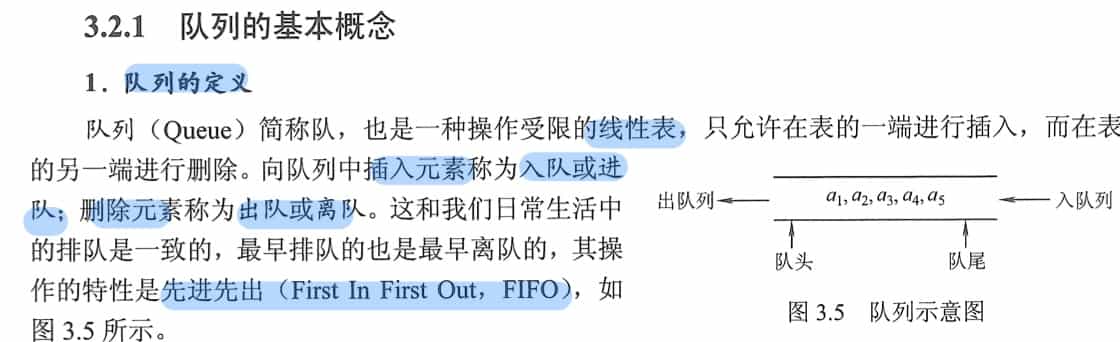 3.2.1 队列的基本概念
1. 队列的定义
队列（Queue）简称队，也是一种操作受限的线性表，只允许在表的一端进行插入，而在表
的另一端进行删除。向队列中插入元素称为入队或进
队；删除元素称为出队或离队。这和我们日常生活中
的排队是一致的，最早排队的也是最早离队的，其操
作的特性是先进先出（First In First Out，FIFO），如
图 3.5 所示。
出队列
a1, a2, a3, a4, a5
入队列
队头
队尾
图 3.5 队列示意图